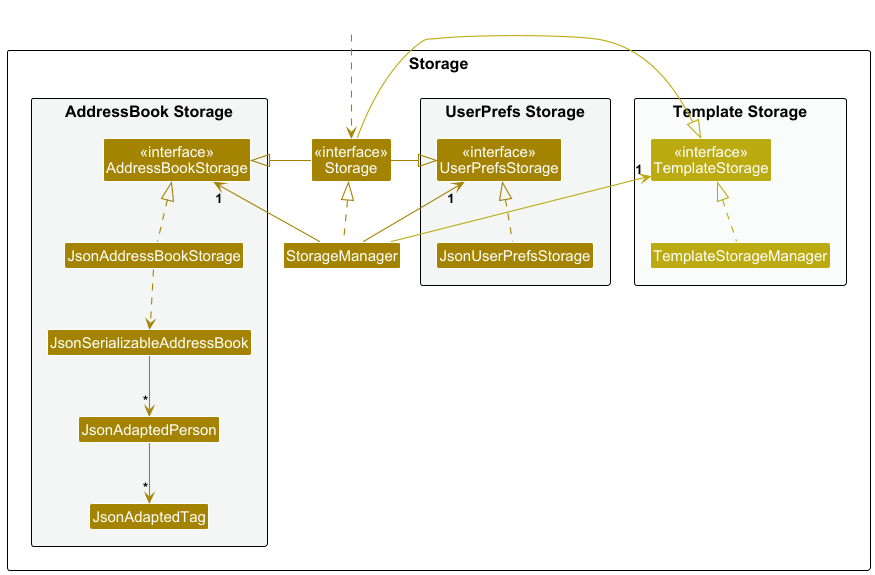 Storage
AddressBook Storage
UserPrefs Storage
Template Storage
«interface»
AddressBookStorage
«interface»
Storage
«interface»
UserPrefsStorage
«interface»
TemplateStorage
1
1
1
JsonAddressBookStorage
StorageManager
JsonUserPrefsStorage
TemplateStorageManager
JsonSerializableAddressBook
*
JsonAdaptedPerson
*
JsonAdaptedTag